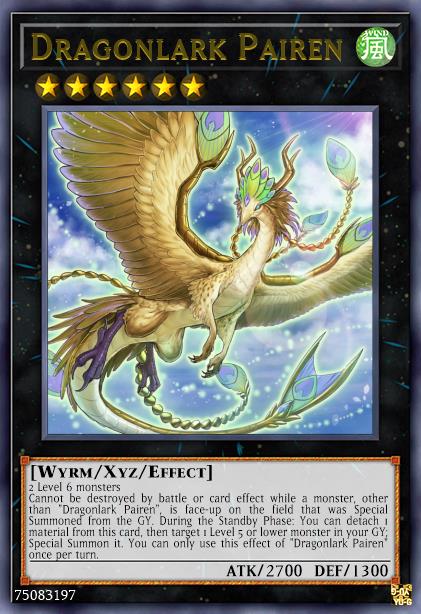 Dragonlark Pairen
WIND
風
[Wyrm/Xyz/Effect]
2 Level 6 monsters
Cannot be destroyed by battle or card effect while a monster, other
than "Dragonlark Pairen", is face-up on the field that was Special
Summoned from the GY. During the Standby Phase: You can detach 1
material from this card, then target 1 Level 5 or lower monster in your GY;
Special Summon it. You can only use this effect of "Dragonlark Pairen"
once per turn.
ATK/2700 DEF/1300
75083197